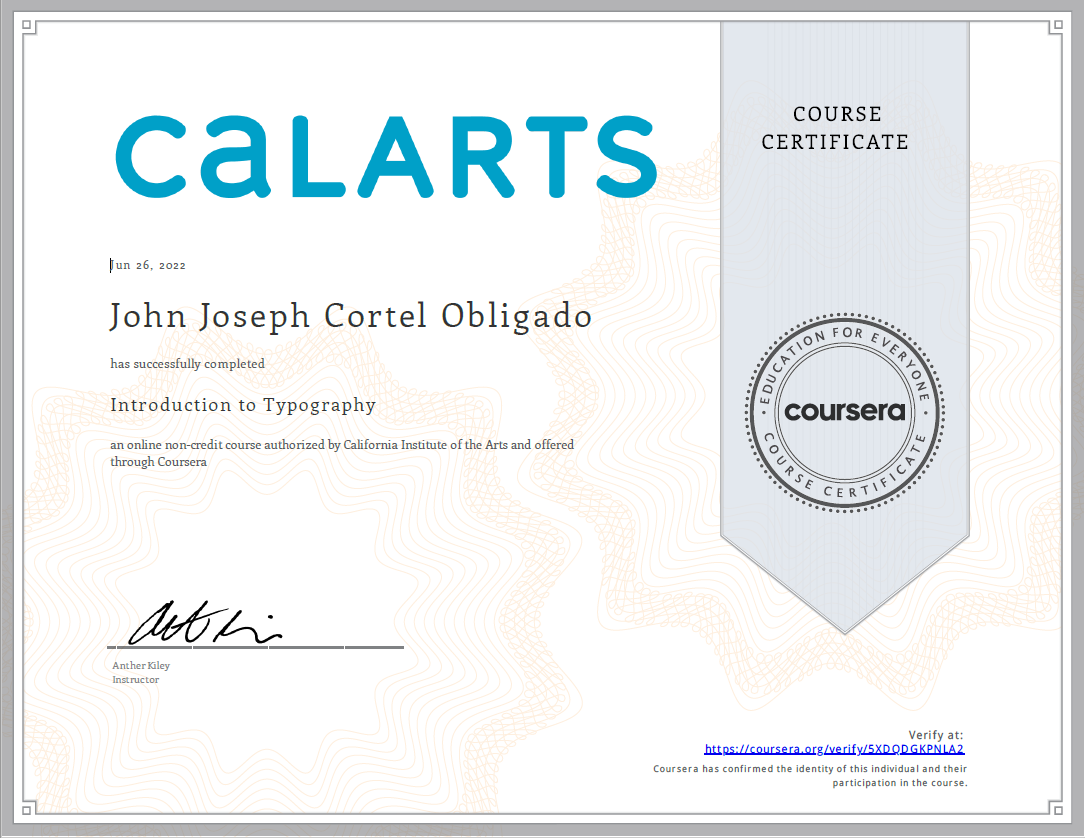 CALARTS
COURSE
CERTIFICATE
Jun 26, 2022
John Joseph Cortel Obligado
has successfully completed
Introduction to Typography
an online non-credit course authorized by California Institute of the Arts and offered
through Coursera
EDUCATION FOR EVERYONE
coursera
COURSE CERTIFICATE
Anther Kiley
Instructor
Verify at:
https://coursera.org/verify/5XDQDGKPNLA2
Coursera has confirmed the identity of this individual and their
participation in the course.